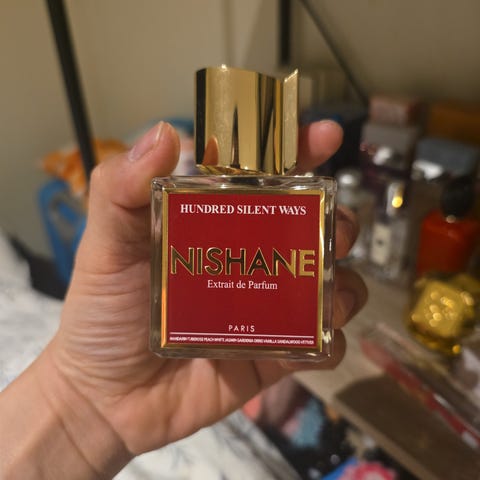 HUNDRED SILENT WAYS
NISHANE
Extrait de Parfum
PARIS
MANDARIN TUBEROSE PEACH WHITE JASMIN GARDENIA ORRIS VANILLA SANDALWOOD VETIVER